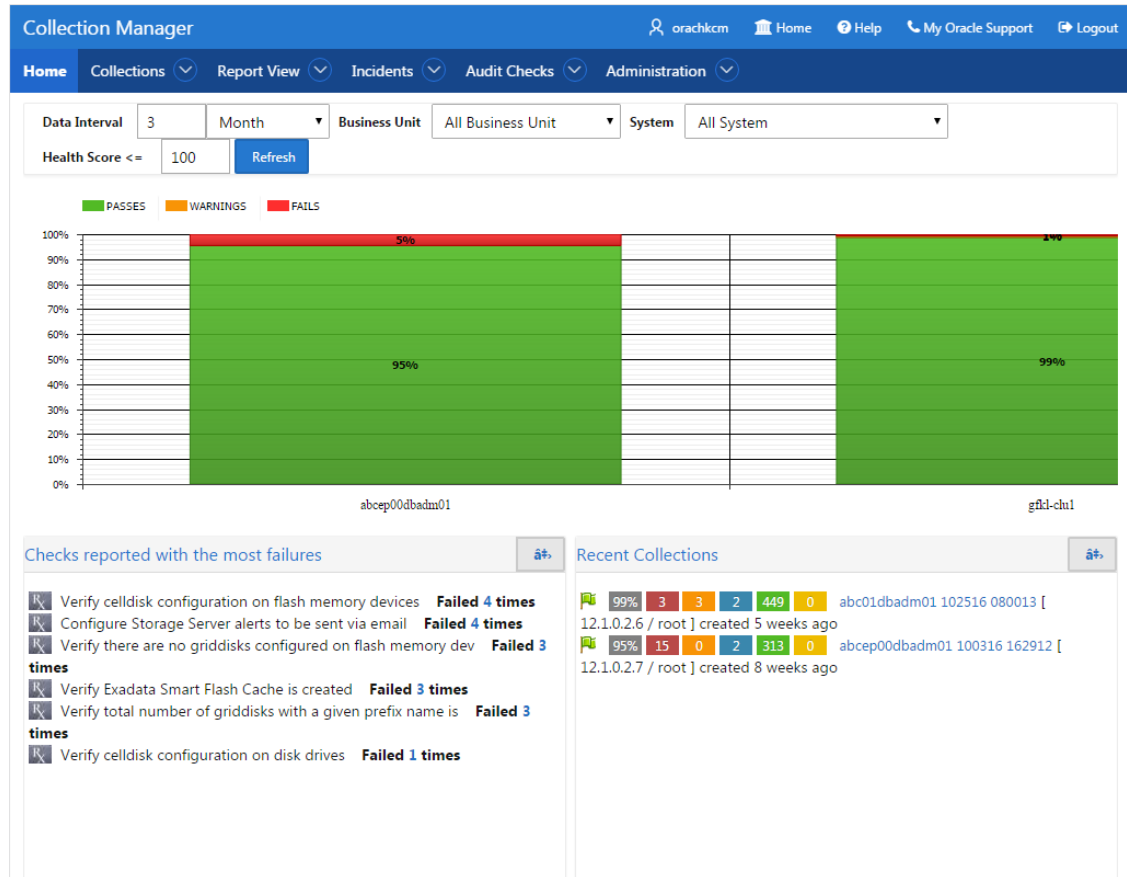 Collection Manager
orachkcm Home Help My Oracle Support Logout
Home Collections Report View Incidents Audit Checks Administration
Data Interval 3 Month Business Unit All Business Unit System All System
Health Score <= 100 Refresh
PASSES WARNINGS FAILS
100%
90%
80%
70%
60%
50%
40%
30%
20%
10%
0%
5%
95%
1%
99%
abcep00dbadm01
gfkl-clu1
Checks reported with the most failures â‡›
Rx Verify celldisk configuration on flash memory devices Failed 4 times
Rx Configure Storage Server alerts to be sent via email Failed 4 times
Rx Verify there are no griddisks configured on flash memory dev Failed 3
times
Rx Verify Exadata Smart Flash Cache is created Failed 3 times
Rx Verify total number of griddisks with a given prefix name is Failed 3
times
Rx Verify celldisk configuration on disk drives Failed 1 times
Recent Collections â‡›
99% 3 3 2 449 0 abc01dbadm01 102516 080013 [
12.1.0.2.6 / root ] created 5 weeks ago
95% 15 0 2 313 0 abcep00dbadm01 100316 162912 [
12.1.0.2.7 / root ] created 8 weeks ago